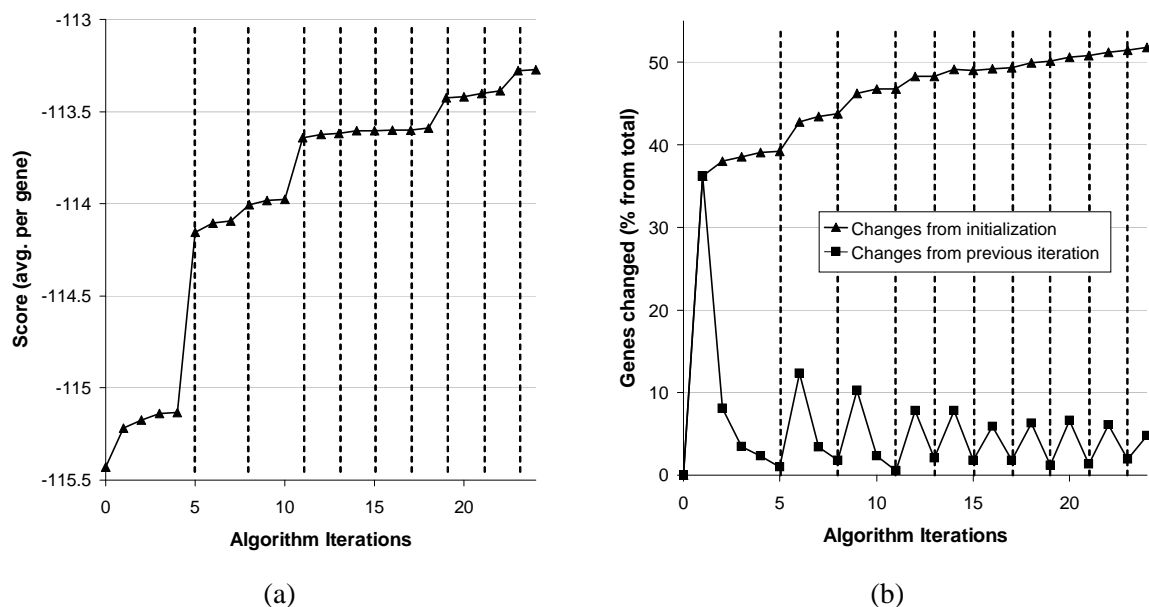 -113
-113.5
-114
-114.5
-115
-115.5
Score (avg. per gene)
0
5
10
15
20
Algorithm Iterations
(a)
50
40
30
20
10
0
Genes changed (% from total)
Changes from initialization
Changes from previous iteration
0
5
10
15
20
Algorithm Iterations
(b)